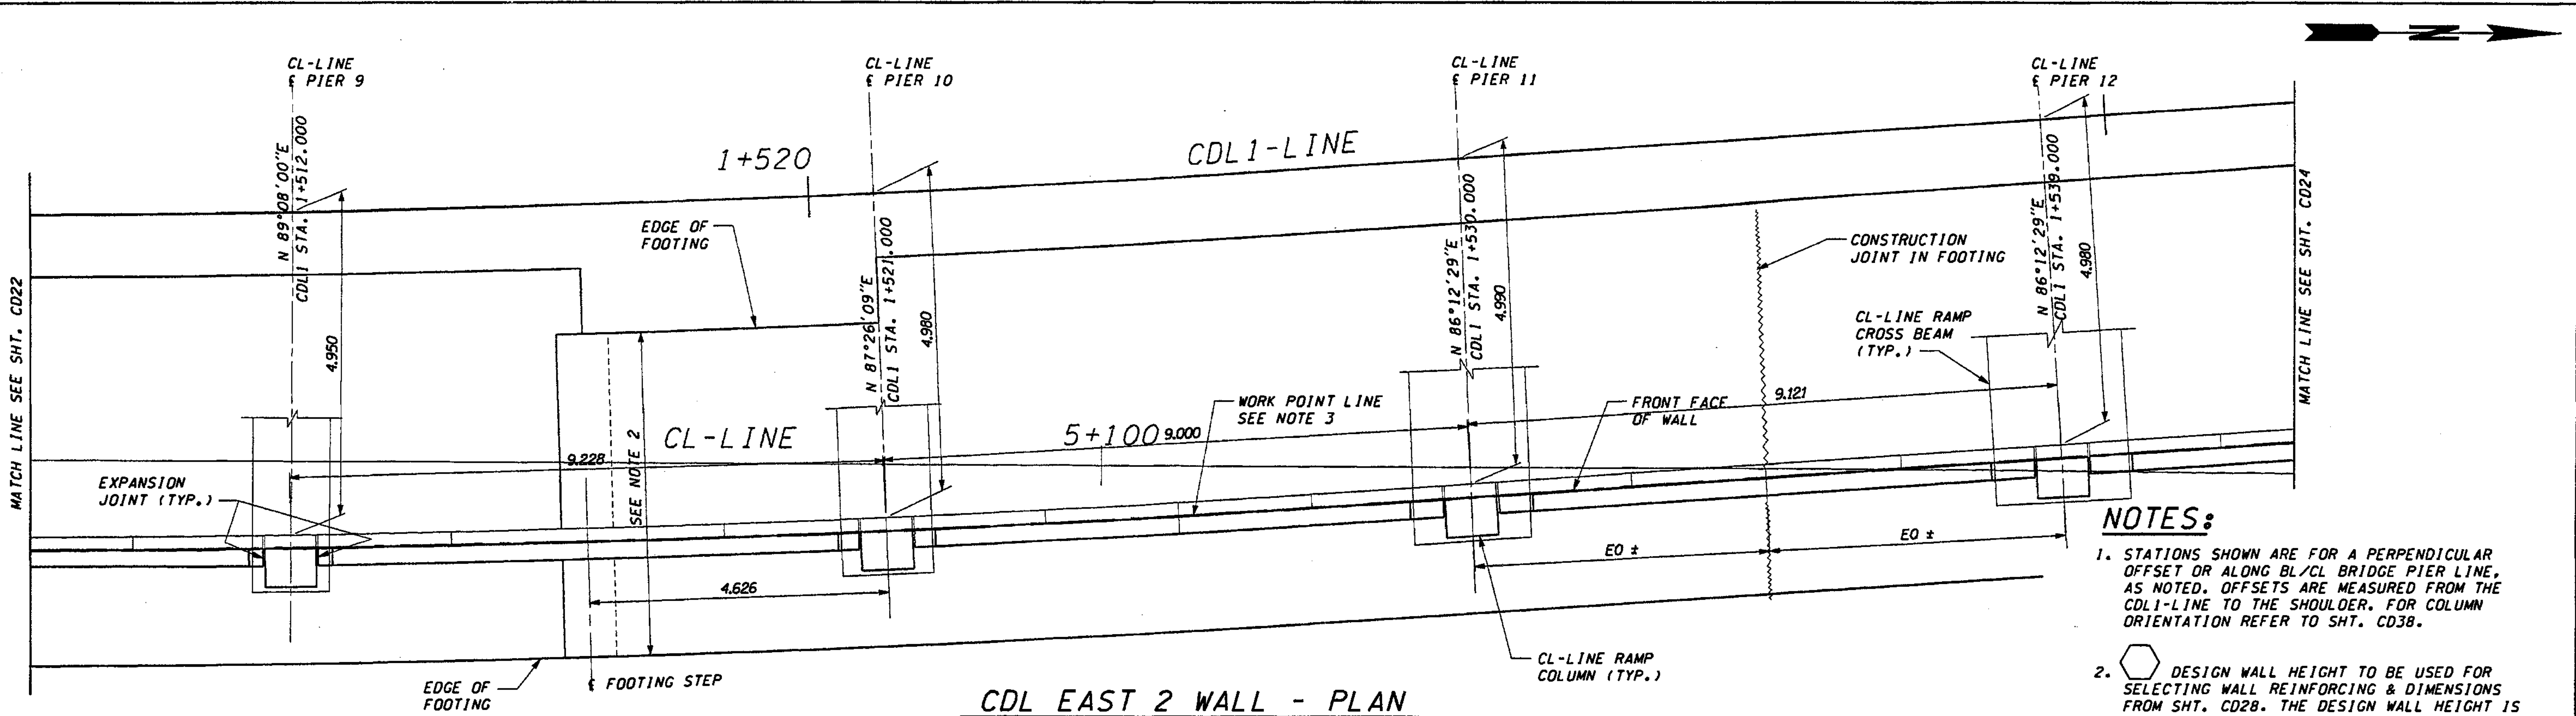 N
CL-LINE
℄ PIER 9
CL-LINE
℄ PIER 10
CL-LINE
℄ PIER 11
CL-LINE
℄ PIER 12
MATCH LINE SEE SHT. CD22
N 89°08'00"E
CDL1 STA. 1+512.000
4.950
1+520
EDGE OF
FOOTING
N 87°26'09"E
CDL1 STA. 1+521.000
4.980
CDL1-LINE
N 86°12'29"E
CDL1 STA. 1+530.000
4.990
CONSTRUCTION
JOINT IN FOOTING
N 86°12'29"E
CDL1 STA. 1+539.000
4.980
MATCH LINE SEE SHT. CD24
CL-LINE RAMP
CROSS BEAM
(TYP.)
EXPANSION
JOINT (TYP.)
9.228
SEE NOTE 2
CL-LINE
WORK POINT LINE
SEE NOTE 3
5+100
9.000
FRONT FACE
OF WALL
9.121
4.626
EQ ±
EQ ±
EDGE OF
FOOTING
℄ FOOTING STEP
CL-LINE RAMP
COLUMN (TYP.)
CDL EAST 2 WALL - PLAN
NOTES:
1. STATIONS SHOWN ARE FOR A PERPENDICULAR
OFFSET OR ALONG BL/CL BRIDGE PIER LINE,
AS NOTED. OFFSETS ARE MEASURED FROM THE
CDL1-LINE TO THE SHOULDER. FOR COLUMN
ORIENTATION REFER TO SHT. CD38.
2. DESIGN WALL HEIGHT TO BE USED FOR
SELECTING WALL REINFORCING & DIMENSIONS
FROM SHT. CD28. THE DESIGN WALL HEIGHT IS